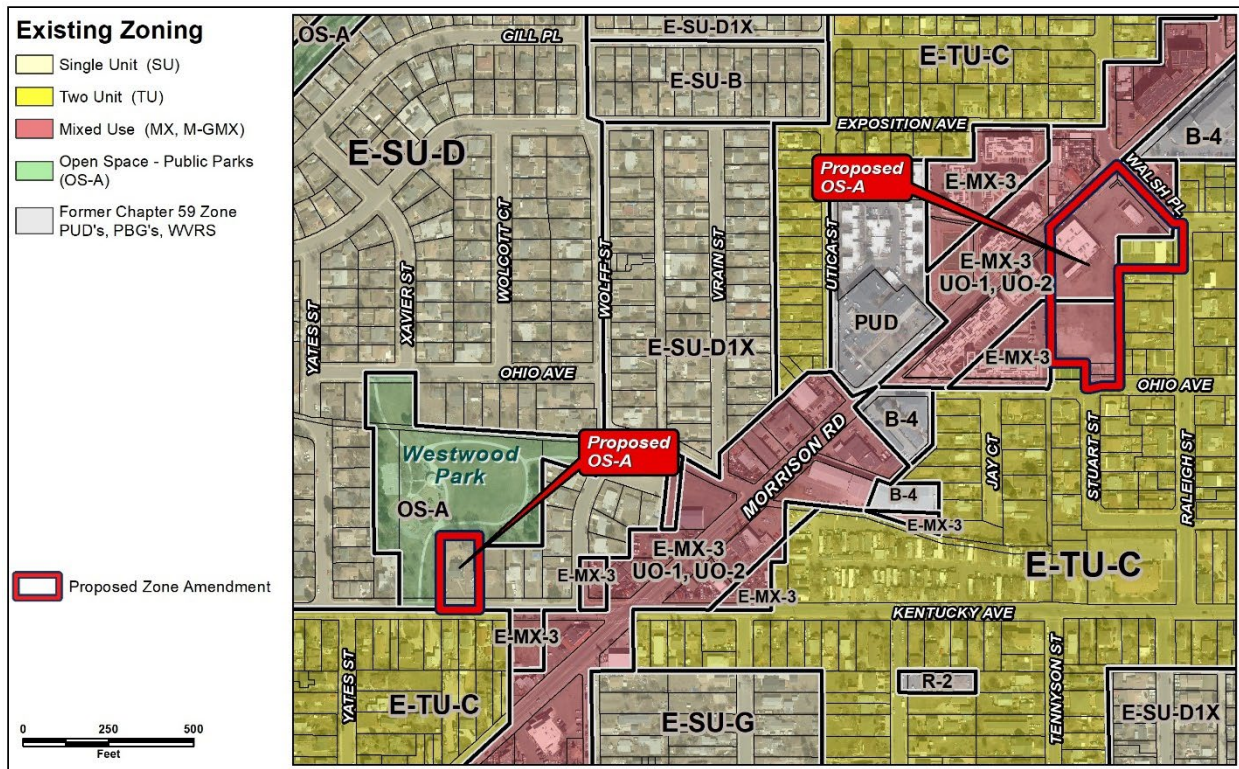 Existing Zoning
Single Unit (SU)
Two Unit (TU)
Mixed Use (MX, M-GMX)
Open Space - Public Parks
(OS-A)
Former Chapter 59 Zone
PUD's, PBG's, WVRS
Proposed Zone Amendment
0 250 500
Feet
OS-A
GILL PL
E-SU-D1X
E-SU-B
E-TU-C
EXPOSITION AVE
B-4
WALSH PL
E-SU-D
Proposed
OS-A
E-MX-3
E-MX-3
UO-1, UO-2
YATES ST
XAVIER ST
WOLCOTT CT
WOLFF ST
VRAIN ST
UTICA ST
PUD
E-SU-D1X
E-MX-3
OHIO AVE
OHIO AVE
B-4
MORRISON RD
JAY CT
STUART ST
RALEIGH ST
Westwood
Park
Proposed
OS-A
OS-A
B-4
E-MX-3
E-MX-3
UO-1, UO-2
E-MX-3
E-MX-3
E-TU-C
KENTUCKY AVE
E-MX-3
YATES ST
E-TU-C
E-SU-G
R-2
TENNYSON ST
E-SU-D1X